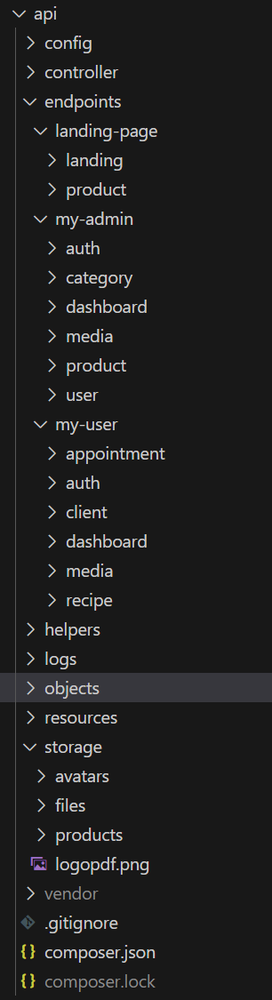 api
config
controller
endpoints
landing-page
landing
product
my-admin
auth
category
dashboard
media
product
user
my-user
appointment
auth
client
dashboard
media
recipe
helpers
logs
objects
resources
storage
avatars
files
products
logopdf.png
vendor
.gitignore
{} composer.json
{} composer.lock